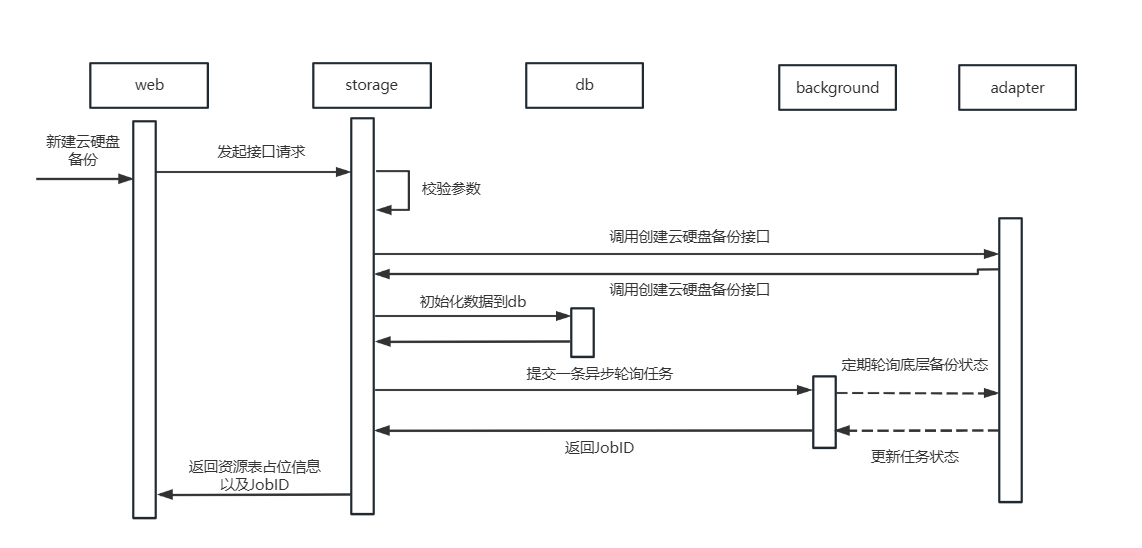 web
storage
db
background
adapter
新建云硬盘
备份
发起接口请求
校验参数
调用创建云硬盘备份接口
调用创建云硬盘备份接口
初始化数据到db
定期轮询底层备份状态
提交一条异步轮询任务
返回JobID
更新任务状态
返回资源表占位信息
以及JobID